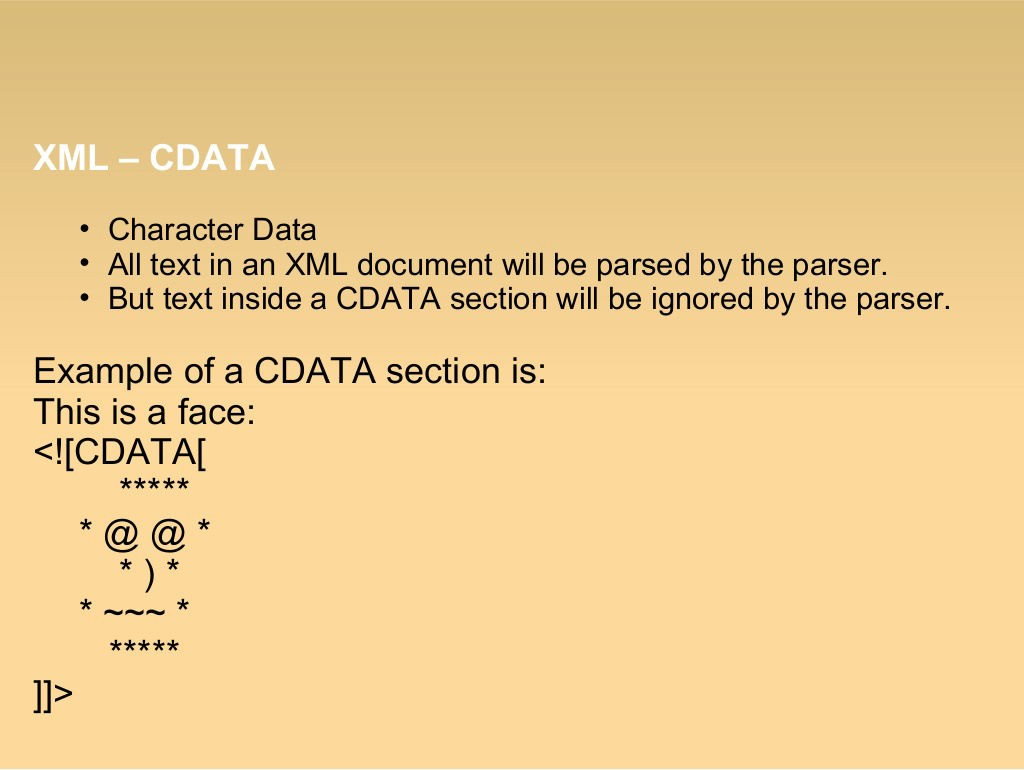 XML – CDATA
• Character Data
• All text in an XML document will be parsed by the parser.
• But text inside a CDATA section will be ignored by the parser.
Example of a CDATA section is:
This is a face:
<![CDATA[
*****
* @ @ *
* ) *
* ~~~ *
*****
]]>